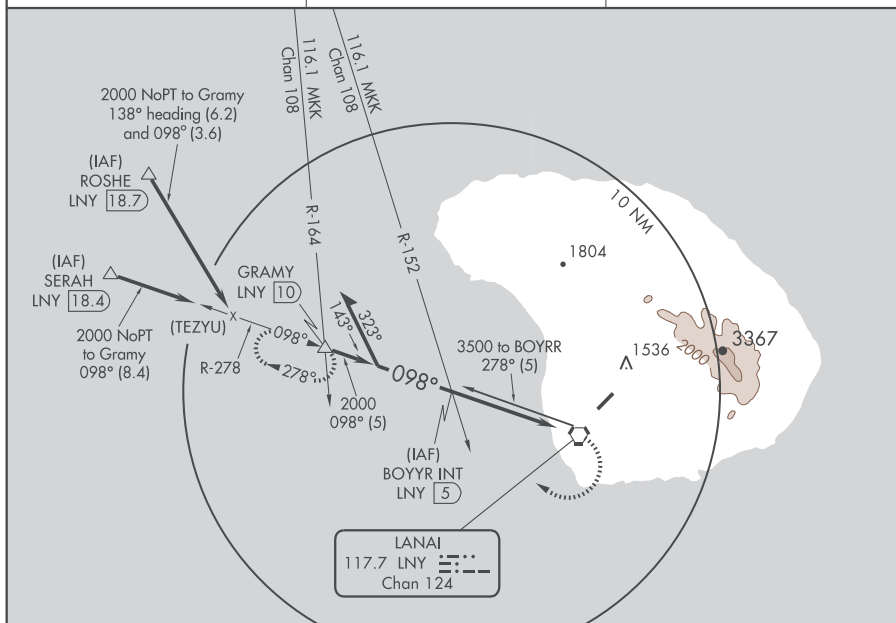 116.1 MKK
Chan 108
116.1 MKK
Chan 108
2000 NoPT to Gramy
138° heading (6.2)
and 098° (3.6)
(IAF)
ROSHE
LNY 18.7
10 NM
R-164
R-152
1804
(IAF)
SERAH
LNY 18.4
GRAMY
LNY 10
(TEZYU)
2000 NoPT
to Gramy
098° (8.4)
R-278
098°
278°
143°
323°
2000
098° (5)
098°
3500 to BOYRR
278° (5)
1536
2000
3367
(IAF)
BOYYR INT
LNY 5
LANAI
117.7 LNY
Chan 124